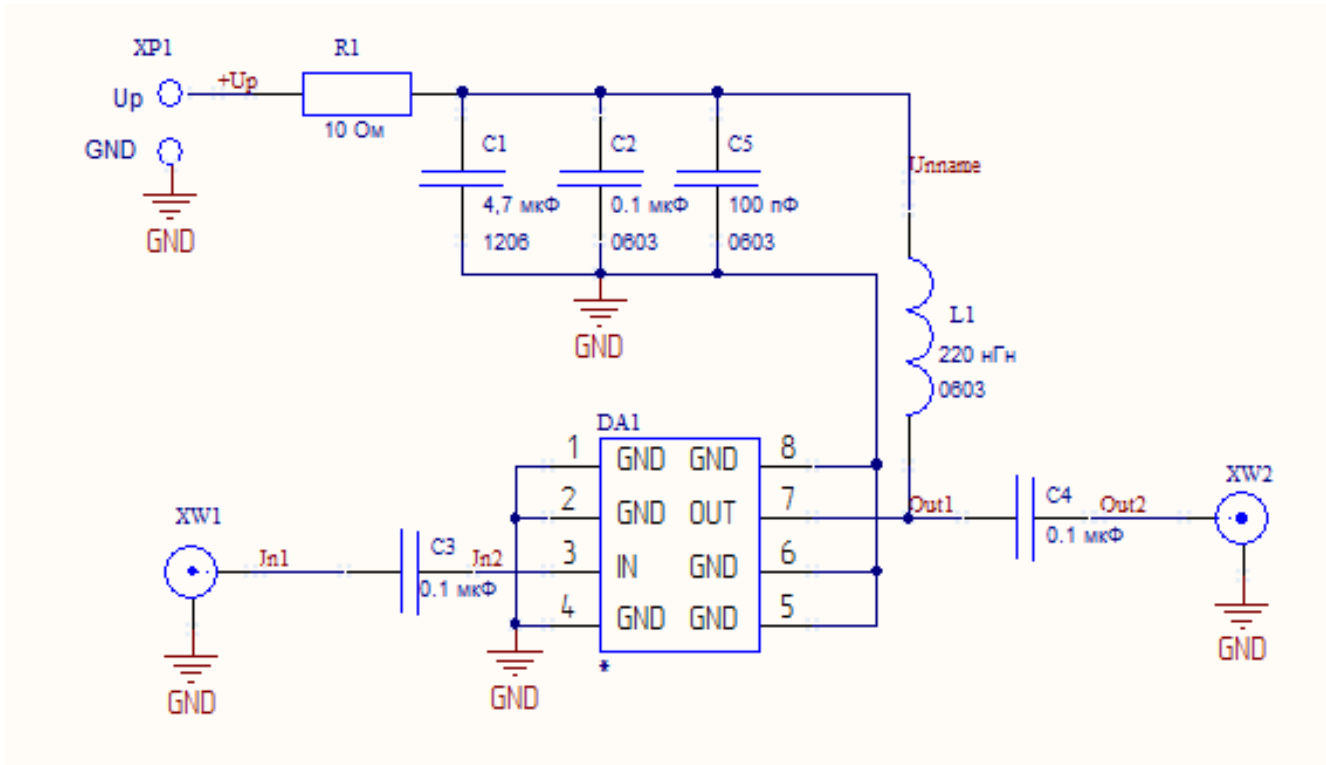 XP1
R1
Up
+Up
10 Ом
GND
GND
C1
C2
C5
4,7 мкФ
0.1 мкФ
100 пФ
1206
0603
0603
GND
Unname
L1
220 нГн
0603
DA1
1
GND
GND
8
2
GND
OUT
7
3
IN
GND
6
4
GND
GND
5
*
XW1
Jn1
C3
Jn2
0.1 мкФ
GND
GND
Out1
C4
Out2
0.1 мкФ
XW2
GND